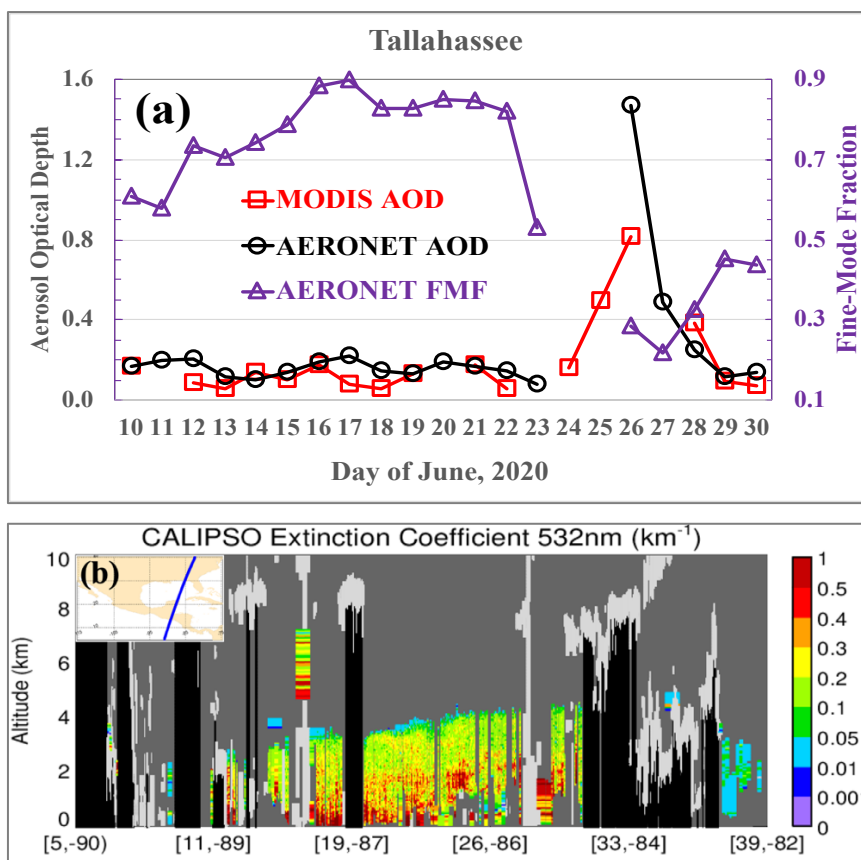 Tallahassee
(a)
1.6
1.2
0.8
0.4
0.0
Aerosol Optical Depth
MODIS AOD
AERONET AOD
AERONET FMF
0.9
0.7
0.5
0.3
0.1
Fine-Mode Fraction
10 11 12 13 14 15 16 17 18 19 20 21 22 23 24 25 26 27 28 29 30
Day of June, 2020
CALIPSO Extinction Coefficient 532nm (km-1)
(b)
10
8
6
4
2
0
Altitude (km)
1
0.5
0.4
0.3
0.2
0.1
0.05
0.01
0.001
0
[5,-90) [11,-89] [19,-87] [26,-86] [33,-84] [39,-82]